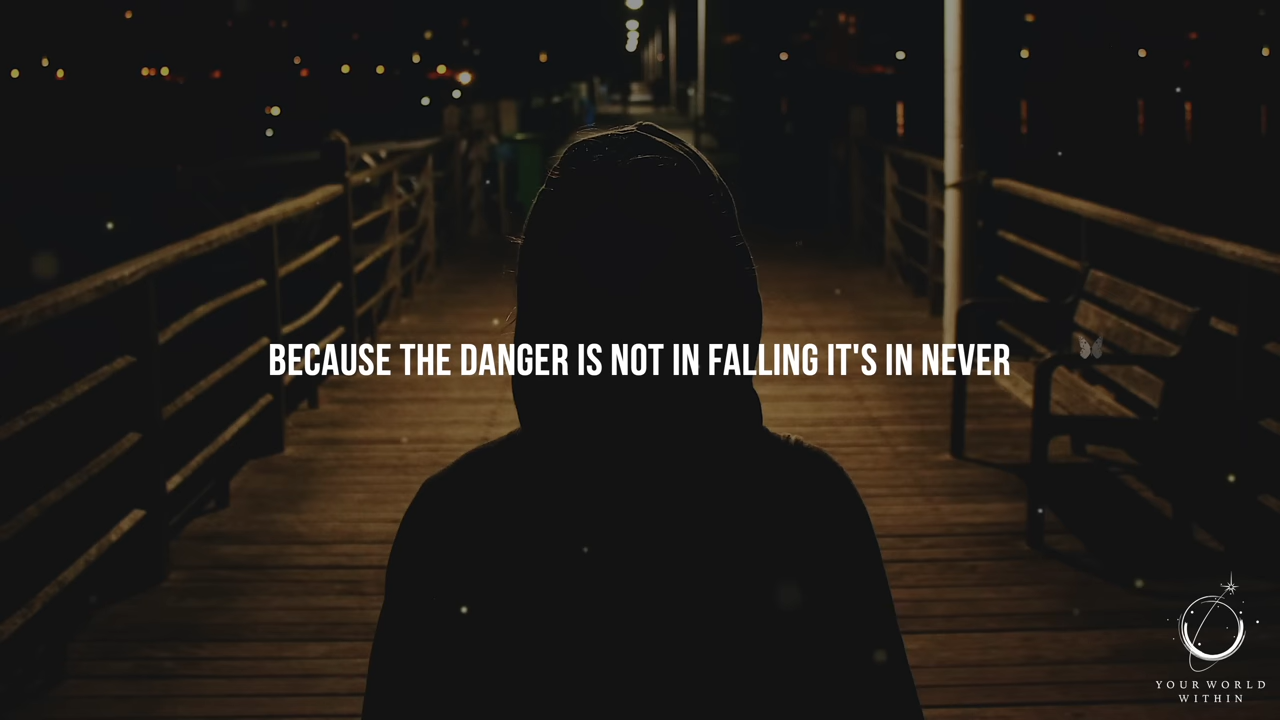 BECAUSE THE DANGER IS NOT IN FALLING IT'S IN NEVER
YOUR WORLD
WITHIN